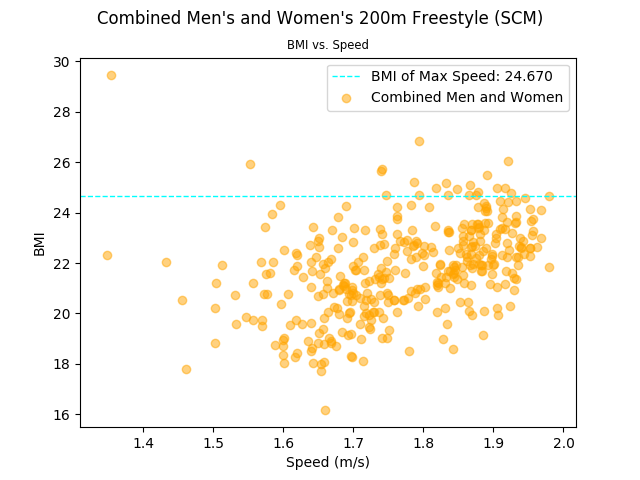 Combined Men's and Women's 200m Freestyle (SCM)
BMI vs. Speed
BMI of Max Speed: 24.670
Combined Men and Women
30
28
26
24
22
20
18
16
BMI
1.4 1.5 1.6 1.7 1.8 1.9 2.0
Speed (m/s)